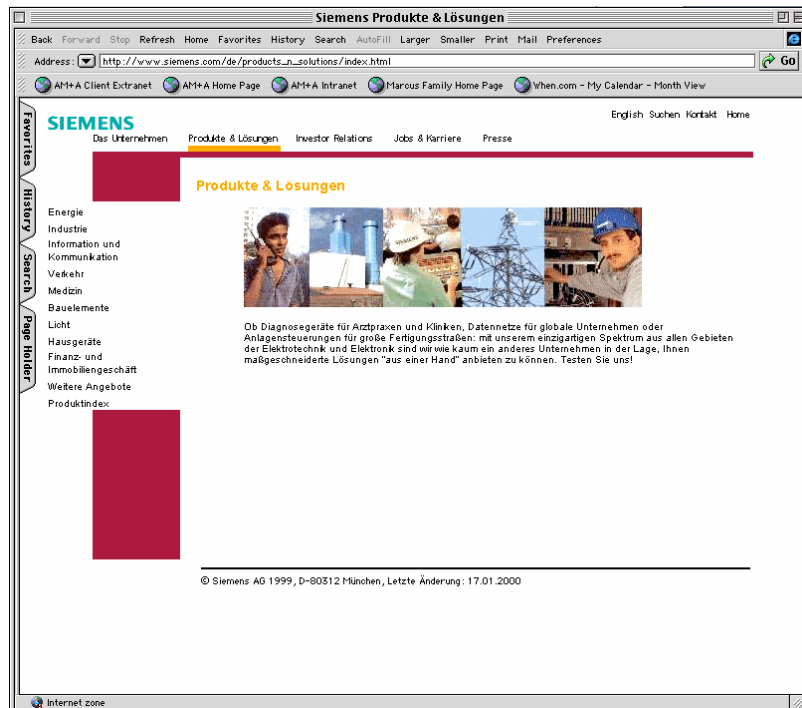 Siemens Produkte & Lösungen
Back Forward Stop Refresh Home Favorites History Search AutoFill Larger Smaller Print Mail Preferences
Address: http://www.siemens.com/de/products_n_solutions/index.html Go
AM+A Client Extranet AM+A Home Page AM+A Intranet Marcus Family Home Page When.com - My Calendar - Month View
Favorites
History
Search
Page Holder
English Suchen Kontakt Home
SIEMENS
Das Unternehmen Produkte & Lösungen Investor Relations Jobs & Karriere Presse
Produkte & Lösungen
Energie
Industrie
Information und
Kommunikation
Verkehr
Medizin
Bauelemente
Licht
Hausgeräte
Finanz- und
Immobiliengeschäft
Weitere Angebote
Produktindex
SIEMENS
Ob Diagnosegeräte für Arztpraxen und Kliniken, Datennetze für globale Unternehmen oder
Anlagensteuerungen für große Fertigungsstraßen: mit unserem einzigartigen Spektrum aus allen Gebieten
der Elektrotechnik und Elektronik sind wir wie kaum ein anderes Unternehmen in der Lage, Ihnen
maßgeschneiderte Lösungen "aus einer Hand" anbieten zu können. Testen Sie uns!
© Siemens AG 1999, D-80312 München, Letzte Änderung: 17.01.2000
Internet zone